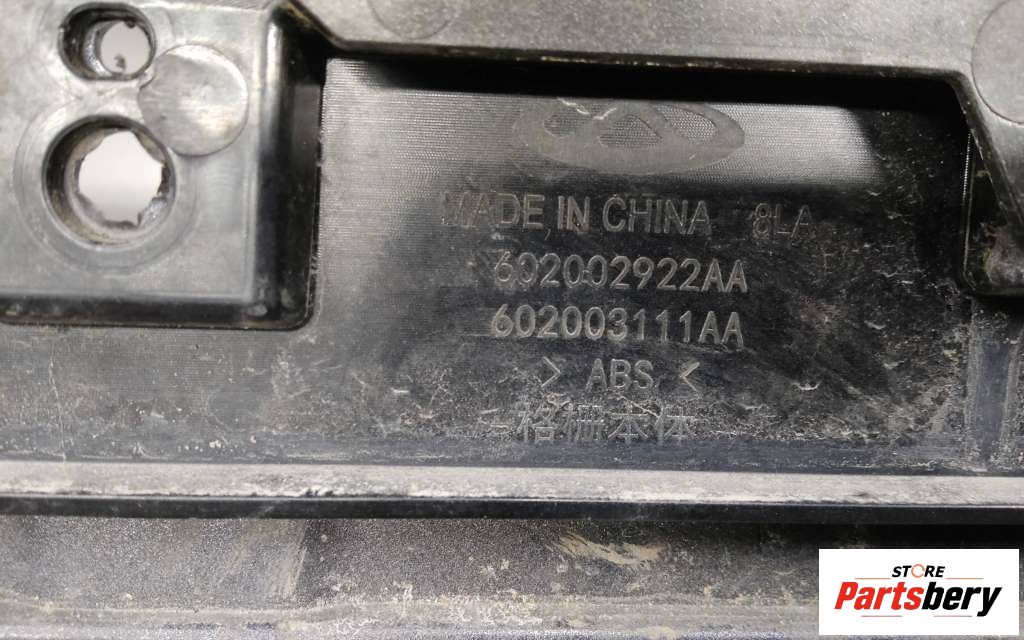 MADE IN CHINA 8LA
602002922AA
602003111AA
> ABS <
格栅本体
STORE
Partsbery